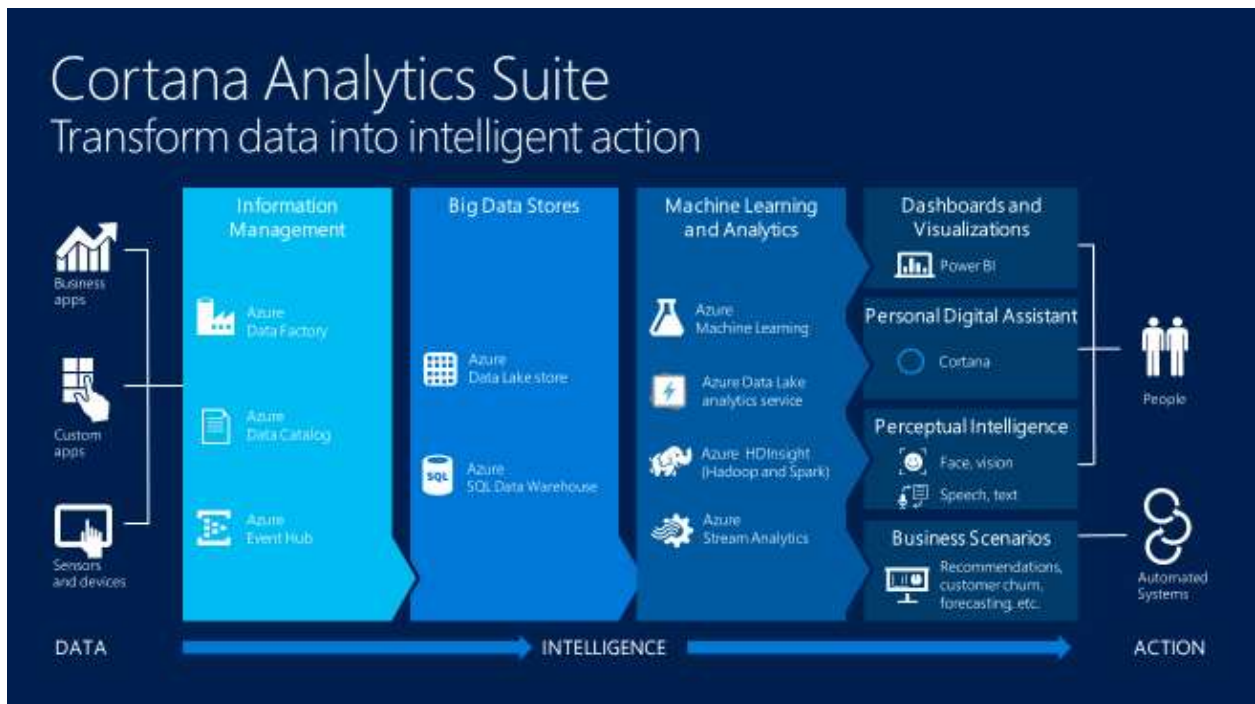 Cortana Analytics Suite
Transform data into intelligent action
Business
apps
Custom
apps
Sensors
and devices
Information
Management
Azure
Data Factory
Azure
Data Catalog
Azure
Event Hub
Big Data Stores
Azure
Data Lake store
SQL
Azure
SQL Data Warehouse
Machine Learning
and Analytics
Azure
Machine Learning
Azure Data Lake
analytics service
Azure HDInsight
(Hadoop and Spark)
Azure
Stream Analytics
Dashboards and
Visualizations
Power BI
Personal Digital Assistant
Cortana
Perceptual Intelligence
Face, vision
Speech, text
Business Scenarios
Recommendations,
customer churn,
forecasting, etc.
People
Automated
Systems
DATA
INTELLIGENCE
ACTION